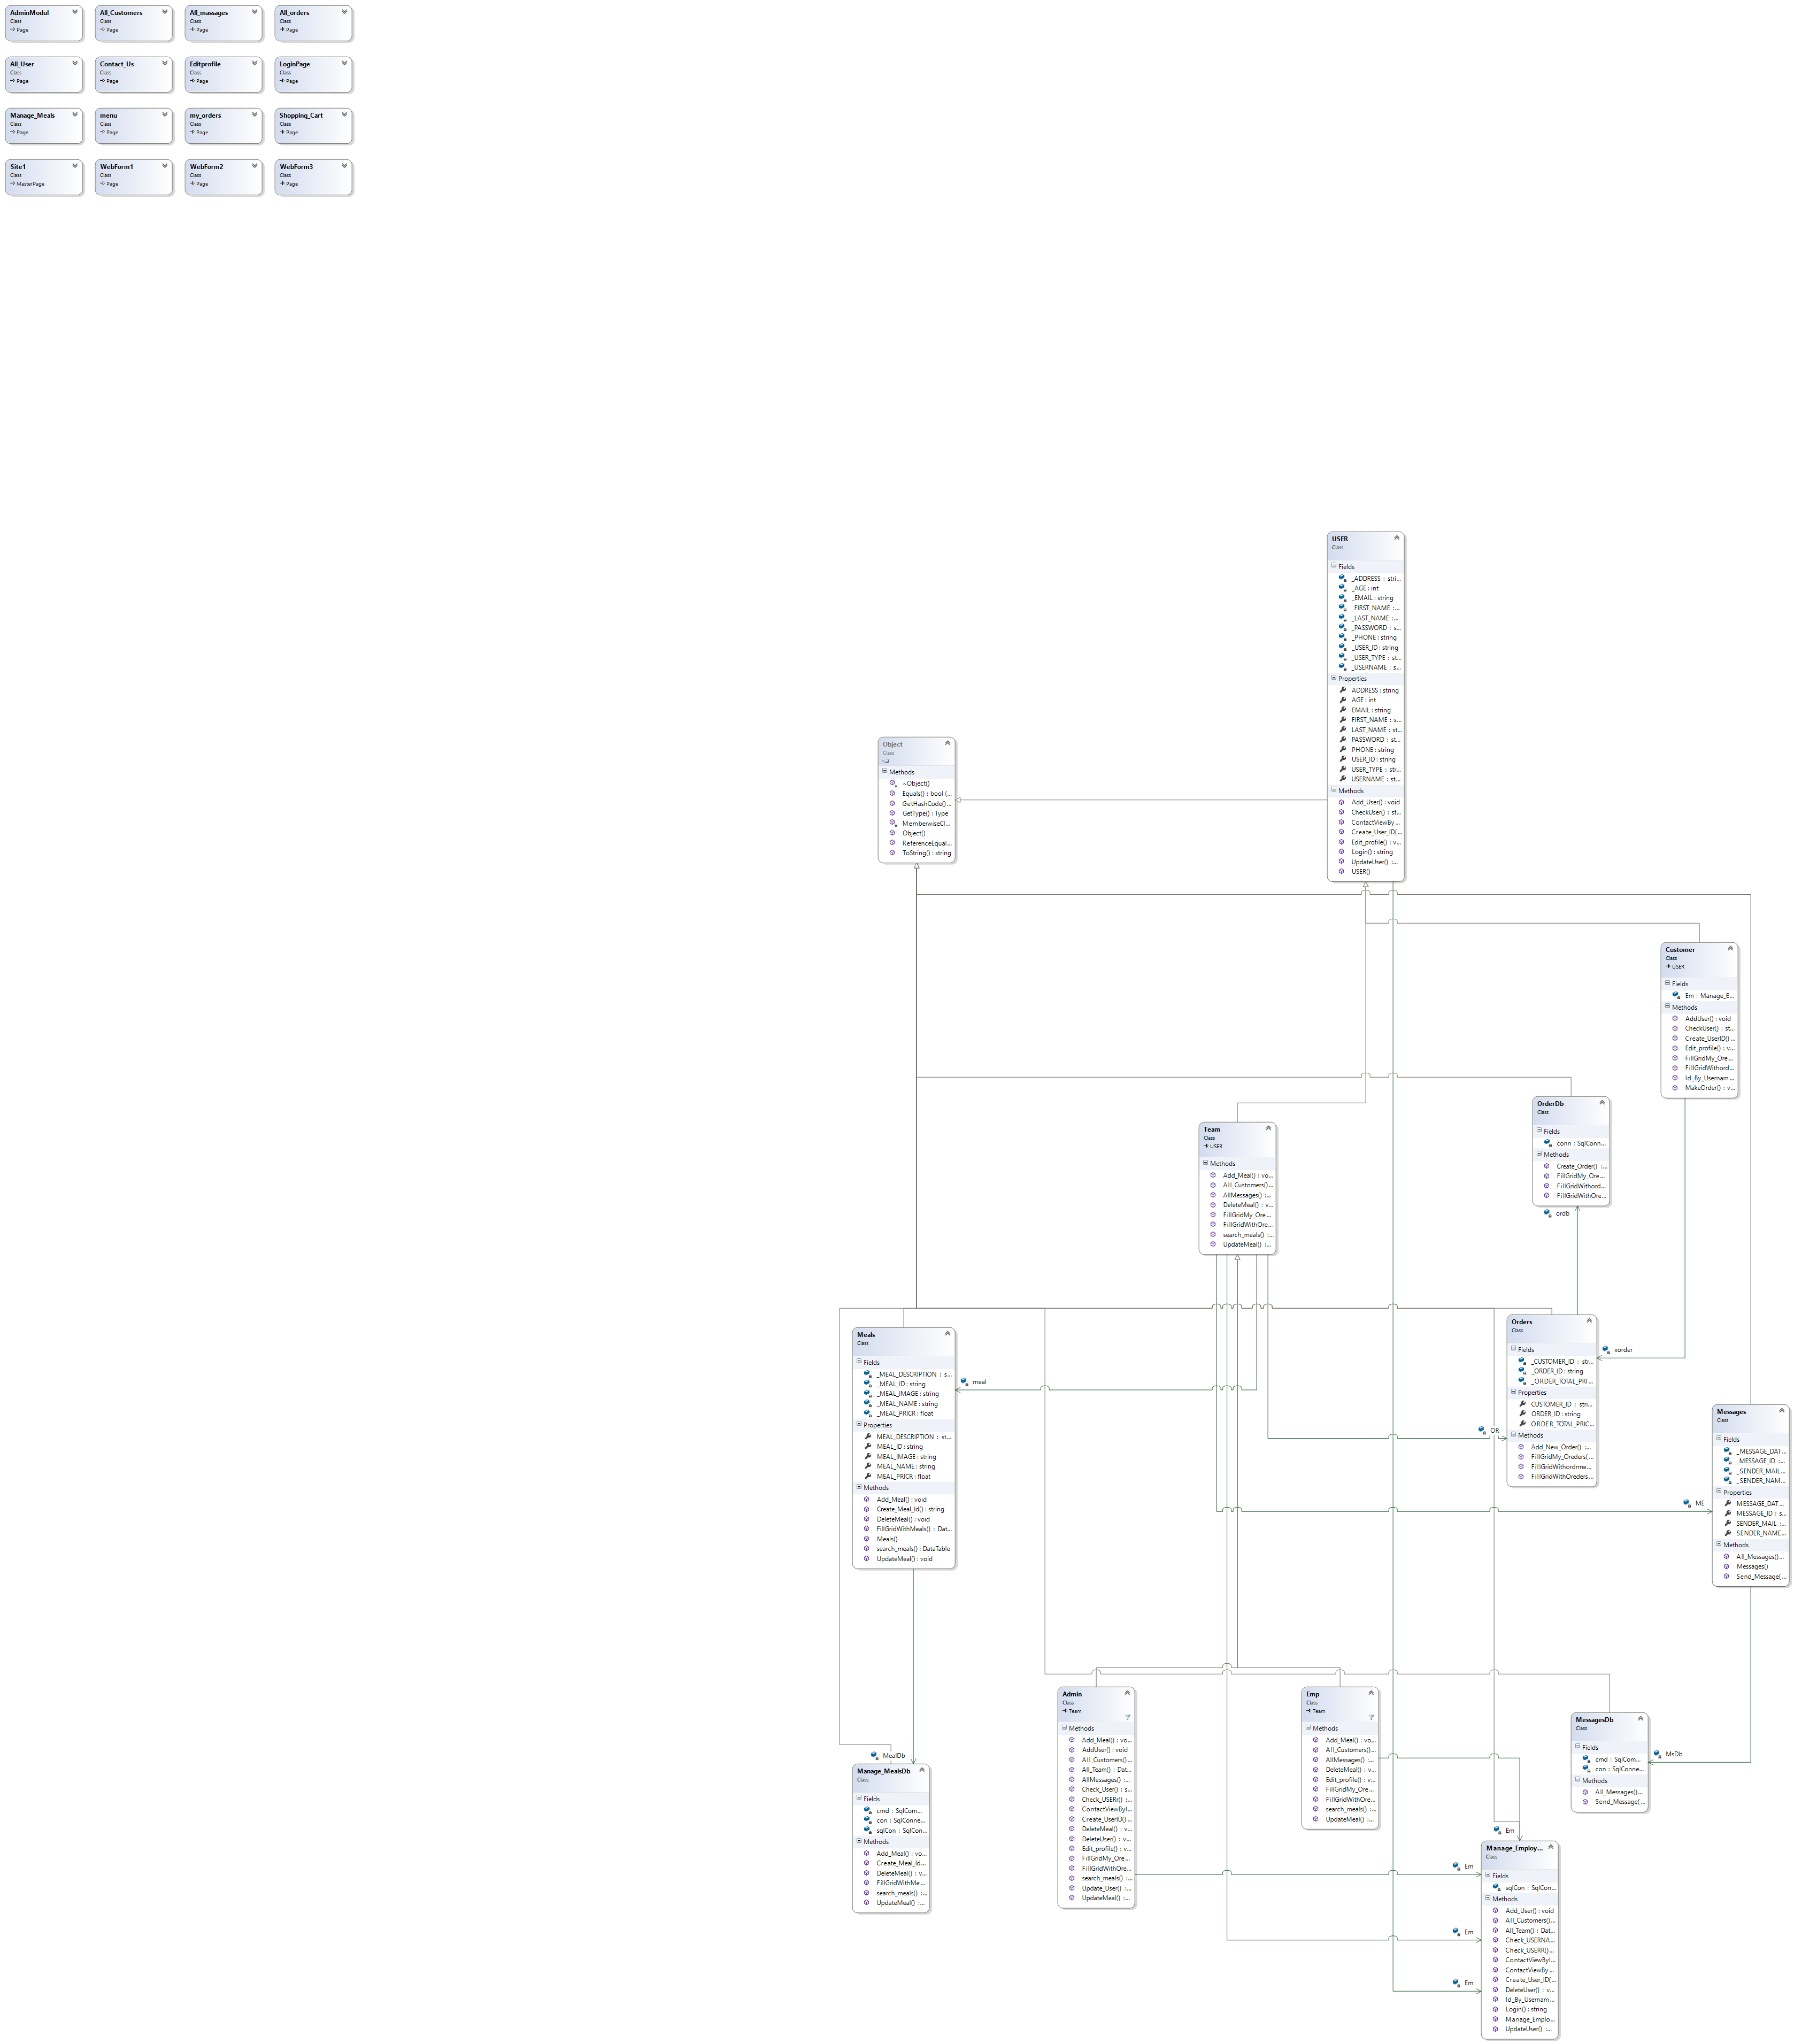 AdminModul
Class
Page
All_Customers
Class
Page
All_massages
Class
Page
All_orders
Class
Page
All_User
Class
Page
Contact_Us
Class
Page
Editprofile
Class
Page
LoginPage
Class
Page
Manage_Meals
Class
Page
menu
Class
Page
my_orders
Class
Page
Shopping_Cart
Class
Page
Site1
Class
MasterPage
WebForm1
Class
Page
WebForm2
Class
Page
WebForm3
Class
Page
USER
Class
Fields
_ADDRESS : stri...
_AGE : int
_EMAIL : string
_FIRST_NAME :...
_LAST_NAME :...
_PASSWORD : s...
_PHONE : string
_USER_ID : string
_USER_TYPE : st...
_USERNAME : s...
Properties
ADDRESS : string
AGE : int
EMAIL : string
FIRST_NAME : s...
LAST_NAME : st...
PASSWORD : st...
PHONE : string
USER_ID : string
USER_TYPE : str...
USERNAME : st...
Methods
Add_User() : void
CheckUser() : st...
ContactViewBy...
Create_User_ID(...
Edit_profile() : v...
Login() : string
UpdateUser() :...
USER()
Object
Class
Methods
~Object()
Equals() : bool (...
GetHashCode()...
GetType() : Type
MemberwiseCl...
Object()
ReferenceEqual...
ToString() : string
Customer
Class
USER
Fields
Em : Manage_E...
Methods
AddUser() : void
CheckUser() : st...
Create_UserID()...
Edit_profile() : v...
FillGridMy_Ore...
FillGridWithord...
Id_By_Usernam...
MakeOrder() : v...
OrderDb
Class
Fields
conn : SqlConn...
Methods
Create_Order() :...
FillGridMy_Ore...
FillGridWithord...
FillGridWithOre...
ordb
Team
Class
USER
Methods
Add_Meal() : vo...
All_Customers()...
AllMessages() :...
DeleteMeal() : v...
FillGridMy_Ore...
FillGridWithOre...
search_meals() :...
UpdateMeal() :...
Meals
Class
Fields
_MEAL_DESCRIPTION : s...
_MEAL_ID : string
_MEAL_IMAGE : string
_MEAL_NAME : string
_MEAL_PRICR : float
Properties
MEAL_DESCRIPTION : st...
MEAL_ID : string
MEAL_IMAGE : string
MEAL_NAME : string
MEAL_PRICR : float
Methods
Add_Meal() : void
Create_Meal_Id() : string
DeleteMeal() : void
FillGridWithMeals() : Dat...
Meals()
search_meals() : DataTable
UpdateMeal() : void
meal
Orders
Class
Fields
_CUSTOMER_ID : str...
_ORDER_ID : string
_ORDER_TOTAL_PRI...
Properties
CUSTOMER_ID : stri...
ORDER_ID : string
ORDER_TOTAL_PRIC...
Methods
Add_New_Order() :...
FillGridMy_Oreders(...
FillGridWithordrme...
FillGridWithOreders...
xorder
OR
Messages
Class
Fields
_MESSAGE_DAT...
_MESSAGE_ID :...
_SENDER_MAIL...
_SENDER_NAM...
Properties
MESSAGE_DAT...
MESSAGE_ID : s...
SENDER_MAIL :...
SENDER_NAME...
Methods
All_Messages()...
Messages()
Send_Message(...
ME
Admin
Class
Team
Methods
Add_Meal() : vo...
AddUser() : void
All_Customers()...
All_Team() : Dat...
AllMessages() :...
Check_User() : s...
Check_USERr() :...
ContactViewByI...
Create_UserID()...
DeleteMeal() : v...
DeleteUser() : v...
Edit_profile() : v...
FillGridMy_Ore...
FillGridWithOre...
search_meals() :...
Update_User() :...
UpdateMeal() :...
Emp
Class
Team
Methods
Add_Meal() : vo...
All_Customers()...
AllMessages() :...
DeleteMeal() : v...
Edit_profile() : v...
FillGridMy_Ore...
FillGridWithOre...
search_meals() :...
UpdateMeal() :...
MessagesDb
Class
Fields
cmd : SqlCom...
con : SqlConne...
Methods
All_Messages()...
Send_Message(...
MsDb
MealDb
Manage_MealsDb
Class
Fields
cmd : SqlCom...
con : SqlConne...
sqlCon : SqlCon...
Methods
Add_Meal() : vo...
Create_Meal_Id...
DeleteMeal() : v...
FillGridWithMe...
search_meals() :...
UpdateMeal() :...
Em
Em
Em
Em
Manage_Employ...
Class
Fields
sqlCon : SqlCon...
Methods
Add_User() : void
All_Customers()...
All_Team() : Dat...
Check_USERNA...
Check_USERR()...
ContactViewByI...
ContactViewBy...
Create_User_ID(...
DeleteUser() : v...
Id_By_Usernam...
Login() : string
Manage_Emplo...
UpdateUser() :...